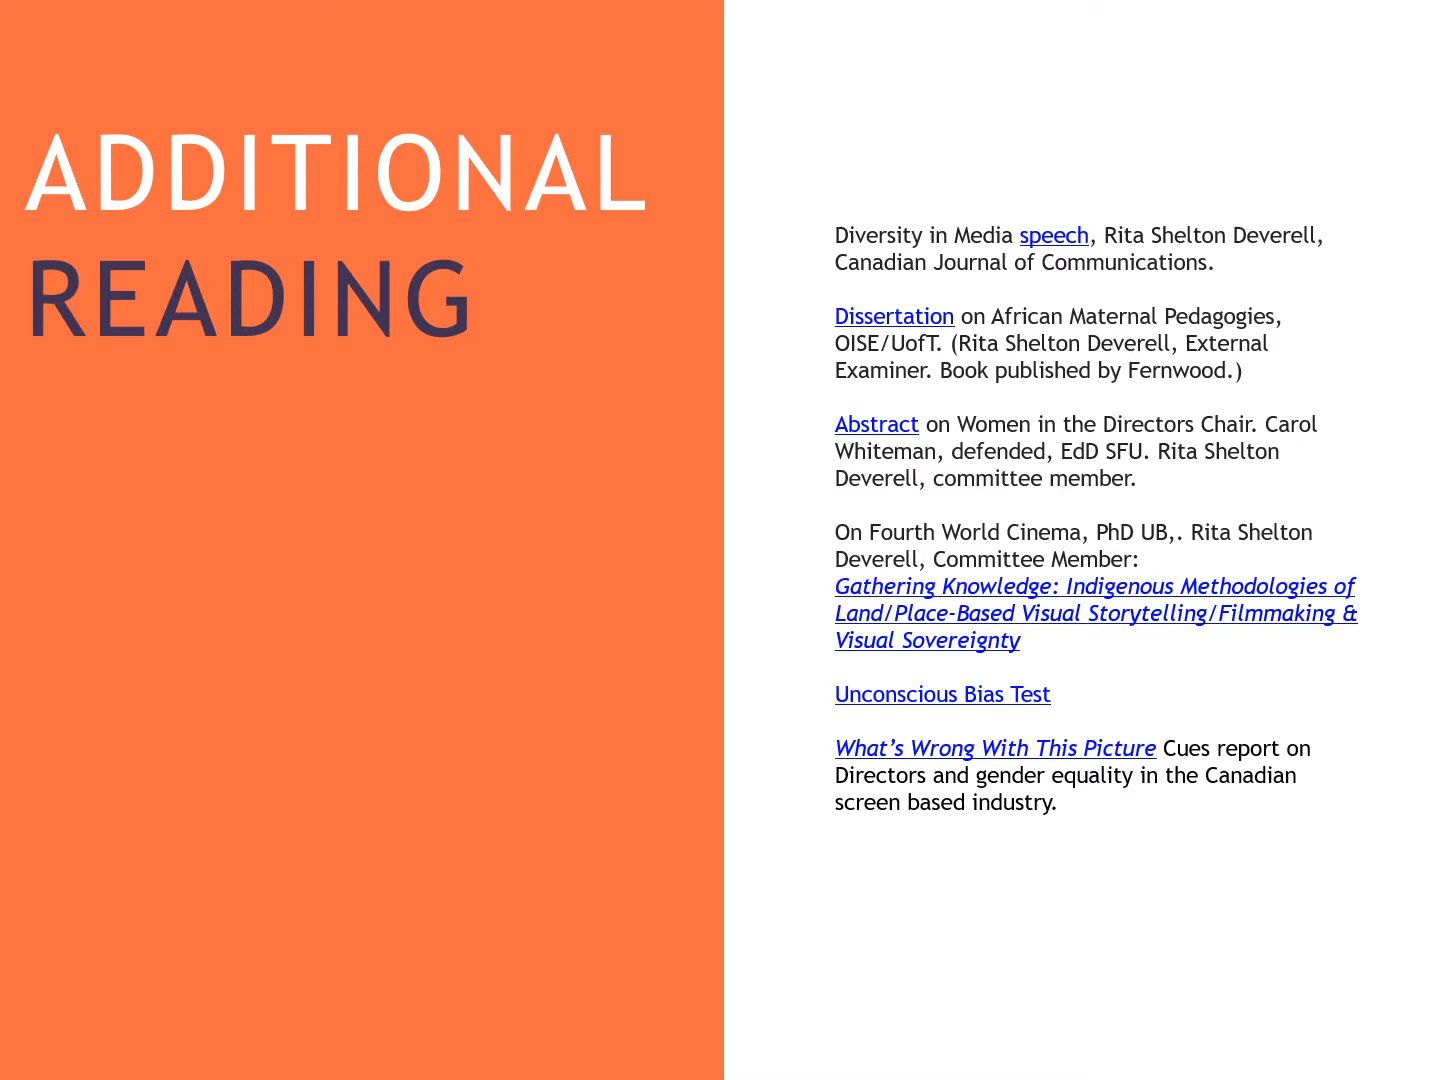 ADDITIONAL
READING
Diversity in Media speech, Rita Shelton Deverell,
Canadian Journal of Communications.
Dissertation on African Maternal Pedagogies,
OISE/UofT. (Rita Shelton Deverell, External
Examiner. Book published by Fernwood.)
Abstract on Women in the Directors Chair. Carol
Whiteman, defended, EdD SFU. Rita Shelton
Deverell, committee member.
On Fourth World Cinema, PhD UB,. Rita Shelton
Deverell, Committee Member:
Gathering Knowledge: Indigenous Methodologies of
Land/Place-Based Visual Storytelling/Filmmaking &
Visual Sovereignty
Unconscious Bias Test
What’s Wrong With This Picture Cues report on
Directors and gender equality in the Canadian
screen based industry.